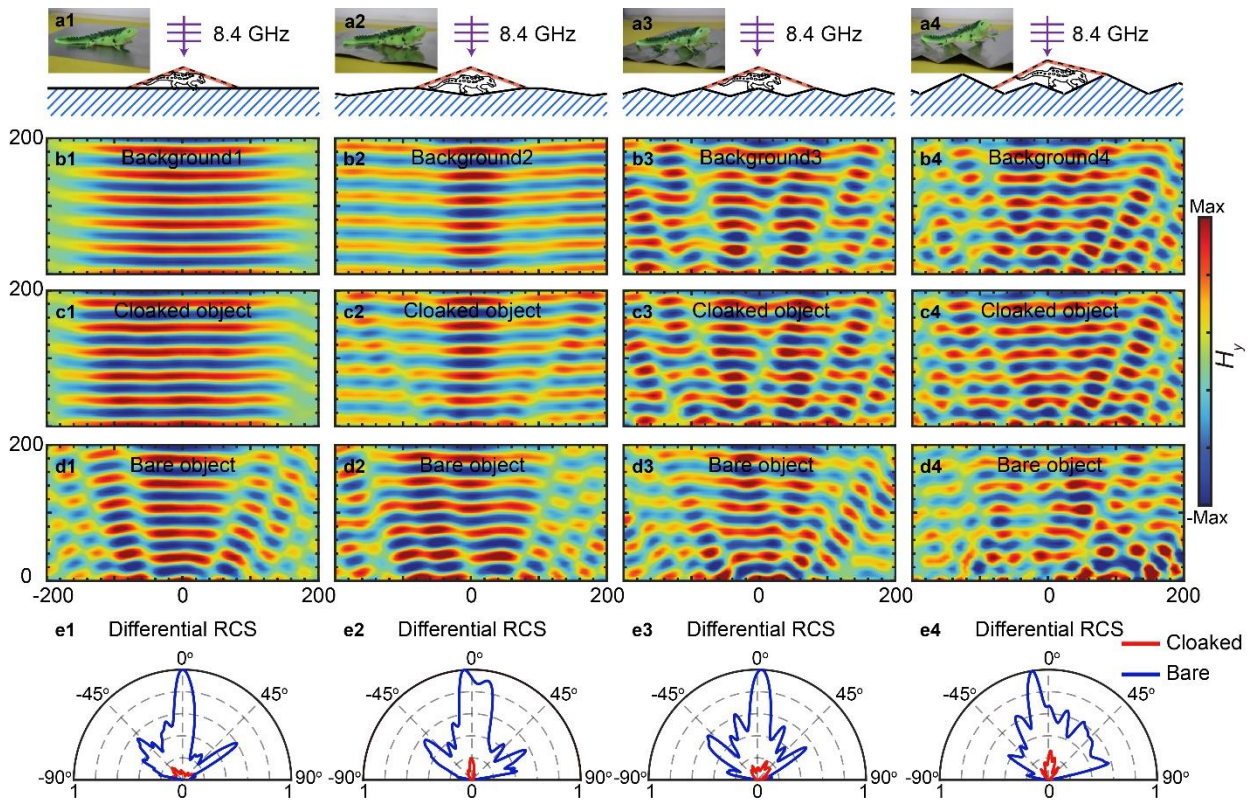 a1 8.4 GHz a2 8.4 GHz a3 8.4 GHz a4 8.4 GHz
200 b1 Background1 b2 Background2 b3 Background3 b4 Background4
Max
200 c1 Cloaked object c2 Cloaked object c3 Cloaked object c4 Cloaked object
H_y
200 d1 Bare object d2 Bare object d3 Bare object d4 Bare object
-Max
0
-200 0 200 0 200 0 200 0 200
e1 Differential RCS e2 Differential RCS e3 Differential RCS e4 Differential RCS
Cloaked
Bare
0° 0° 0° 0°
-45° 45° -45° 45° -45° 45° -45° 45°
-90° 90° -90° 90° -90° 90° -90° 90°
1 0 1 1 0 1 1 0 1 1 0 1